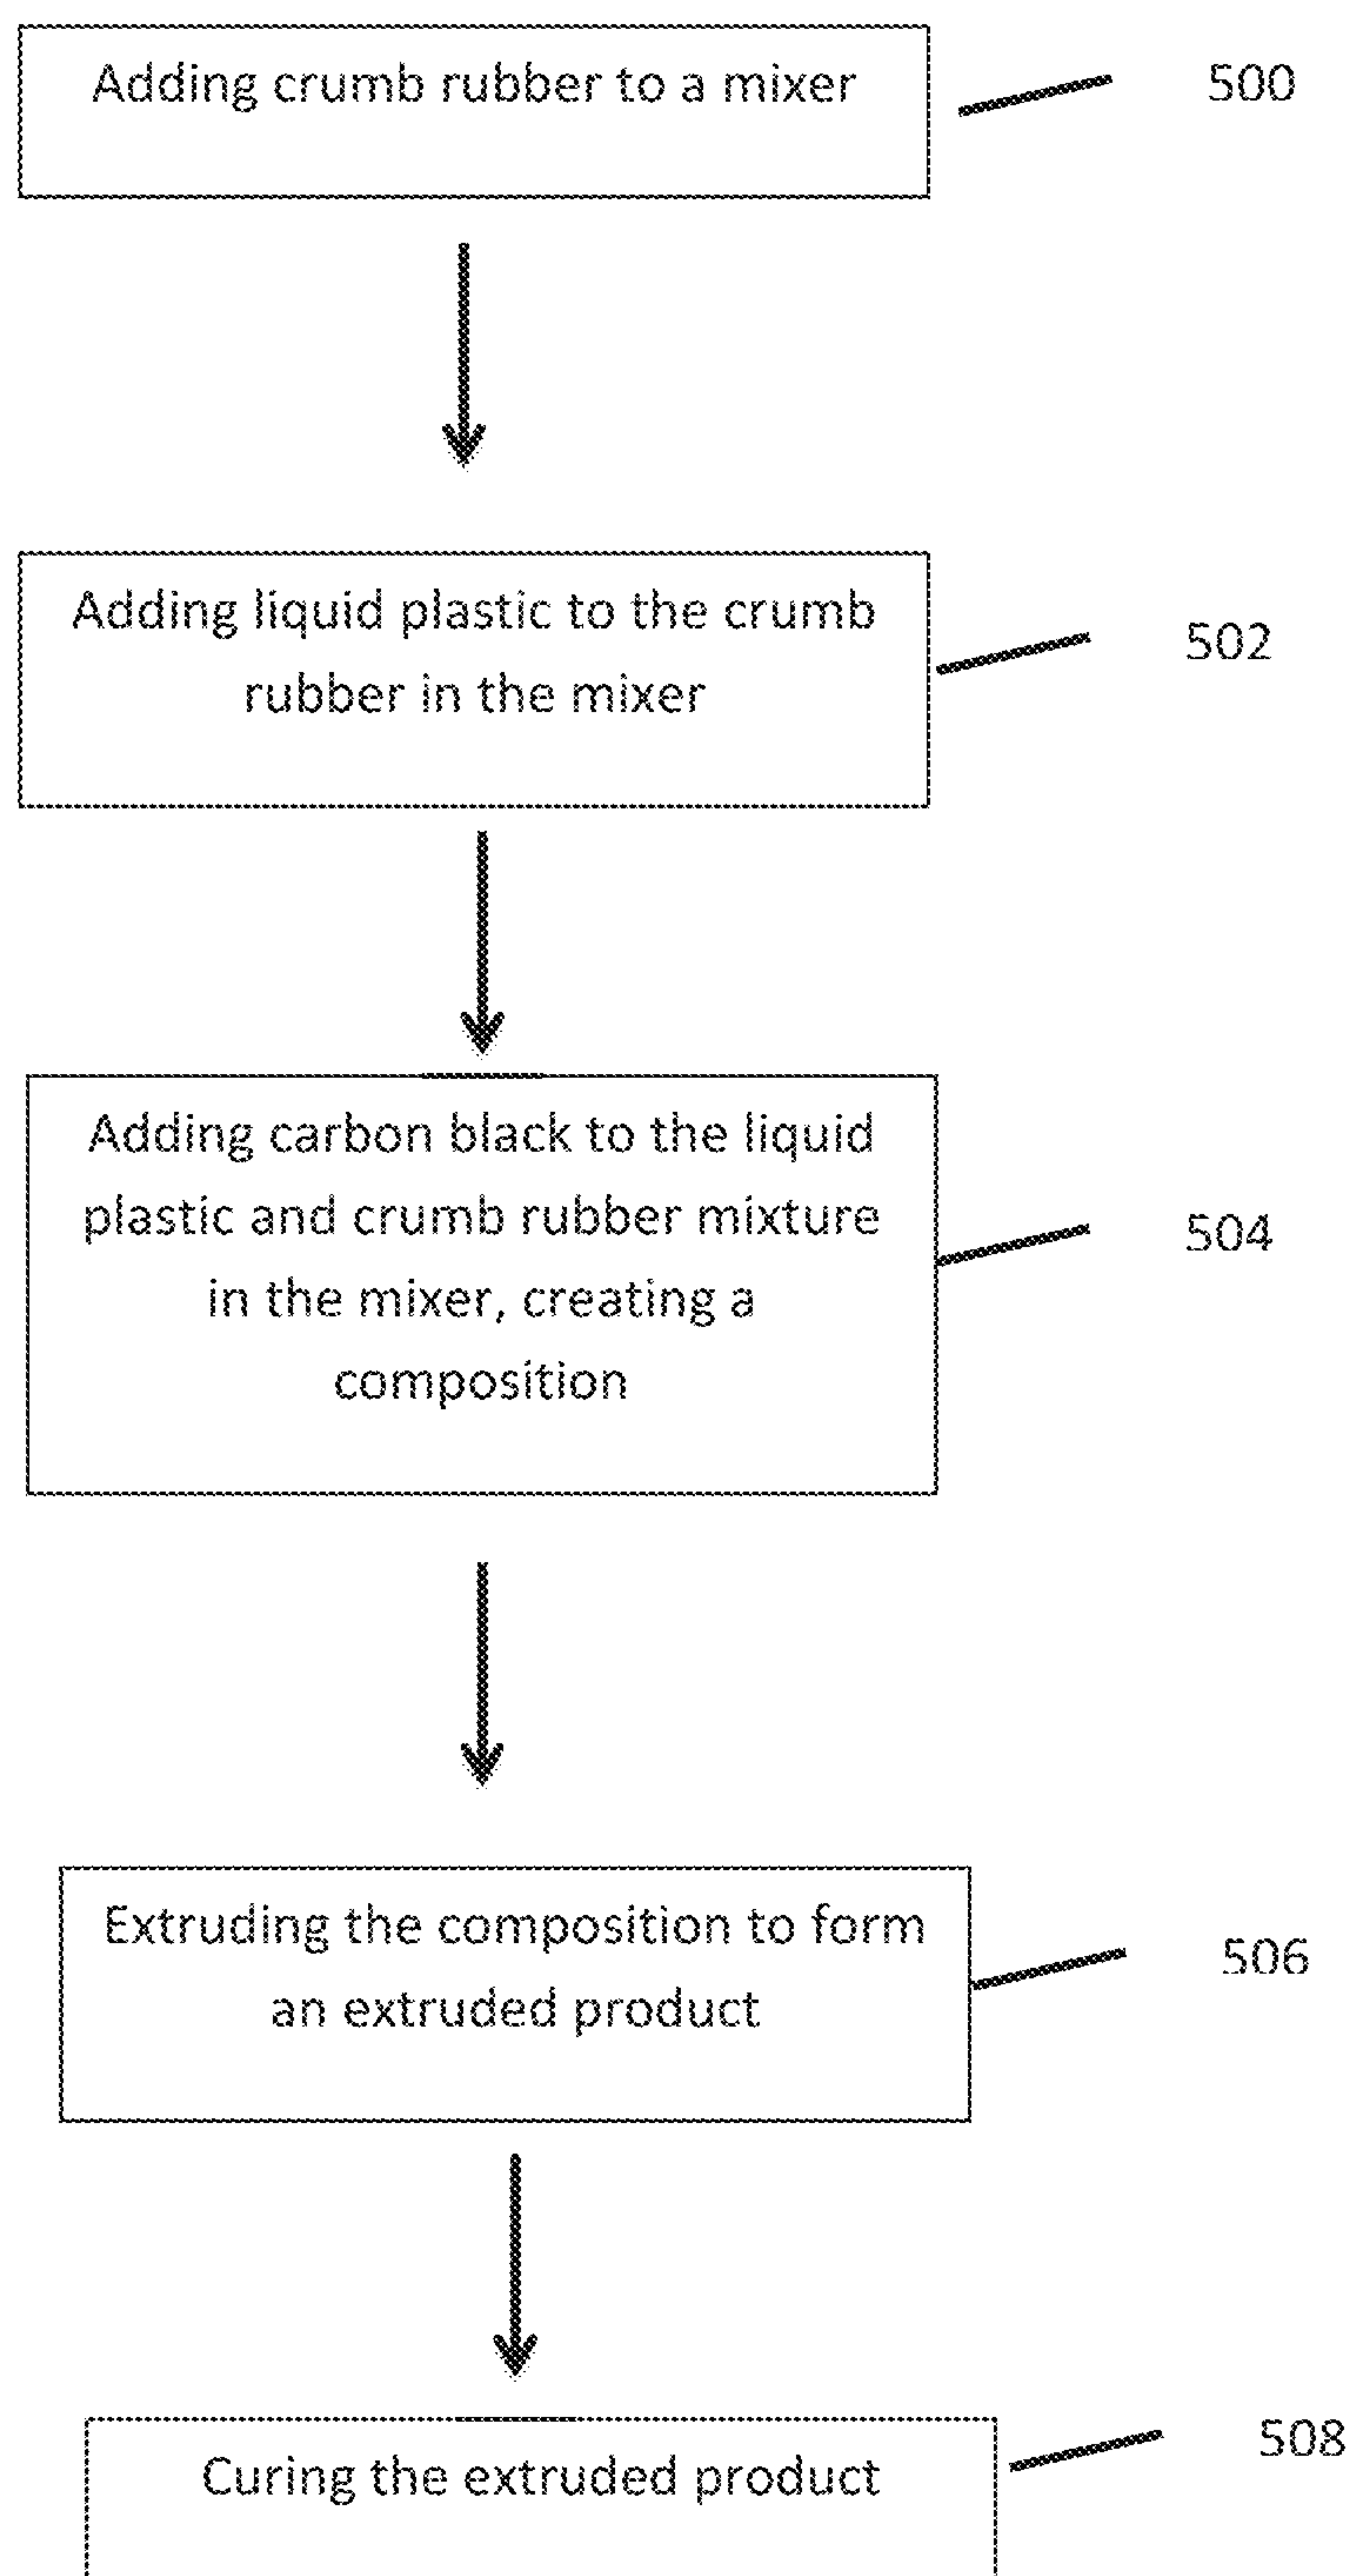 Adding crumb rubber to a mixer
500
Adding liquid plastic to the crumb
rubber in the mixer
502
Adding carbon black to the liquid
plastic and crumb rubber mixture
in the mixer, creating a
composition
504
Extruding the composition to form
an extruded product
506
Curing the extruded product
508